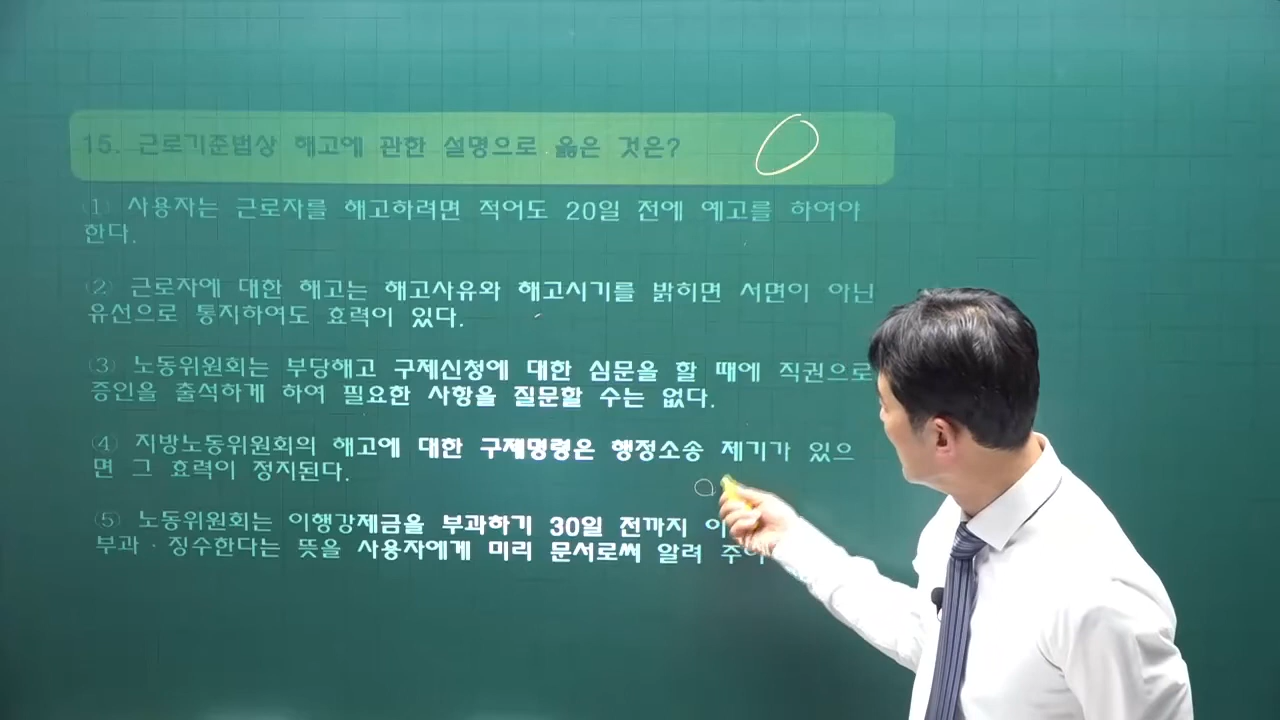 15. 근로기준법상 해고에 관한 설명으로 옳은 것은?
① 사용자는 근로자를 해고하려면 적어도 20일 전에 예고를 하여야
한다.
② 근로자에 대한 해고는 해고사유와 해고시기를 밝히면 서면이 아닌
유선으로 통지하여도 효력이 있다.
③ 노동위원회는 부당해고 구제신청에 대한 심문을 할 때에 직권으로
증인을 출석하게 하여 필요한 사항을 질문할 수는 없다.
④ 지방노동위원회의 해고에 대한 구제명령은 행정소송 제기가 있으
면 그 효력이 정지된다.
⑤ 노동위원회는 이행강제금을 부과하기 30일 전까지
부과·징수한다는 뜻을 사용자에게 미리 문서로써 알려